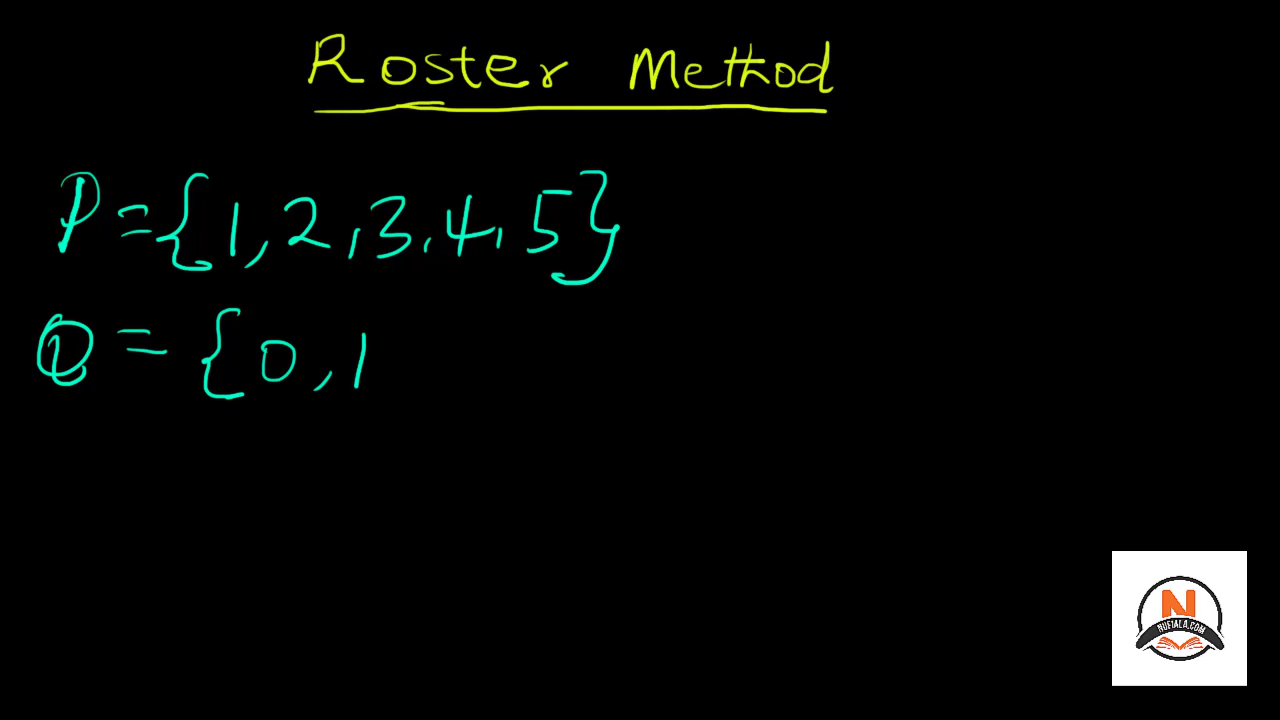 Roster Method
P={1,2,3,4,5}
Q = {0,1
N
NUFIALA.COM